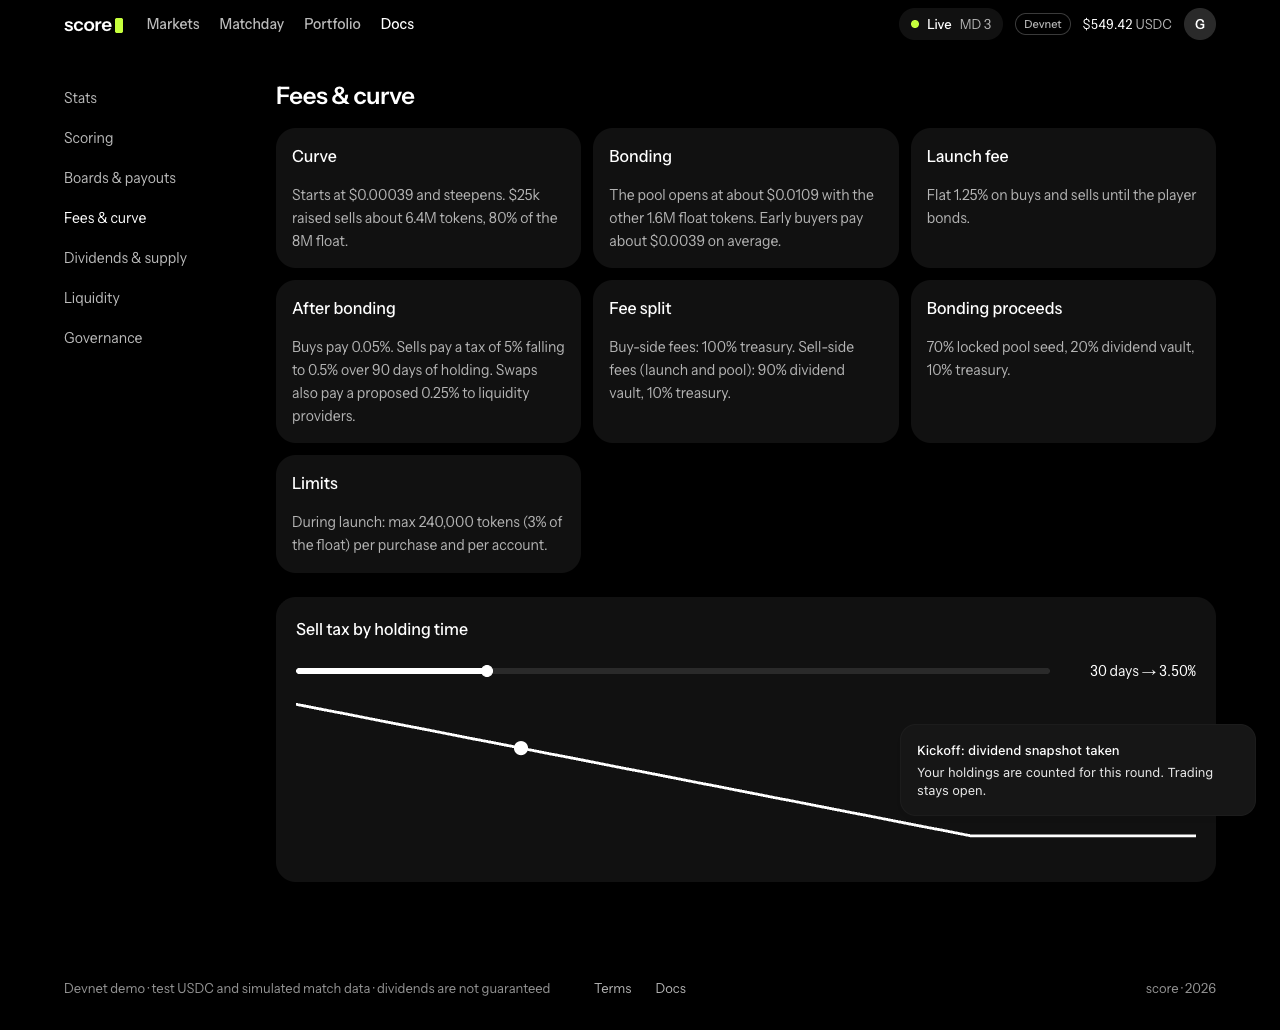 score Markets Matchday Portfolio Docs Live MD 3 Devnet $549.42 USDC G
Stats
Scoring
Boards & payouts
Fees & curve
Dividends & supply
Liquidity
Governance
Fees & curve
Curve
Starts at $0.00039 and steepens. $25k
raised sells about 6.4M tokens, 80% of the
8M float.
Bonding
The pool opens at about $0.0109 with the
other 1.6M float tokens. Early buyers pay
about $0.0039 on average.
Launch fee
Flat 1.25% on buys and sells until the player
bonds.
After bonding
Buys pay 0.05%. Sells pay a tax of 5% falling
to 0.5% over 90 days of holding. Swaps
also pay a proposed 0.25% to liquidity
providers.
Fee split
Buy-side fees: 100% treasury. Sell-side
fees (launch and pool): 90% dividend
vault, 10% treasury.
Bonding proceeds
70% locked pool seed, 20% dividend vault,
10% treasury.
Limits
During launch: max 240,000 tokens (3% of
the float) per purchase and per account.
Sell tax by holding time
30 days → 3.50%
Kickoff: dividend snapshot taken
Your holdings are counted for this round. Trading
stays open.
Devnet demo · test USDC and simulated match data · dividends are not guaranteed Terms Docs score · 2026